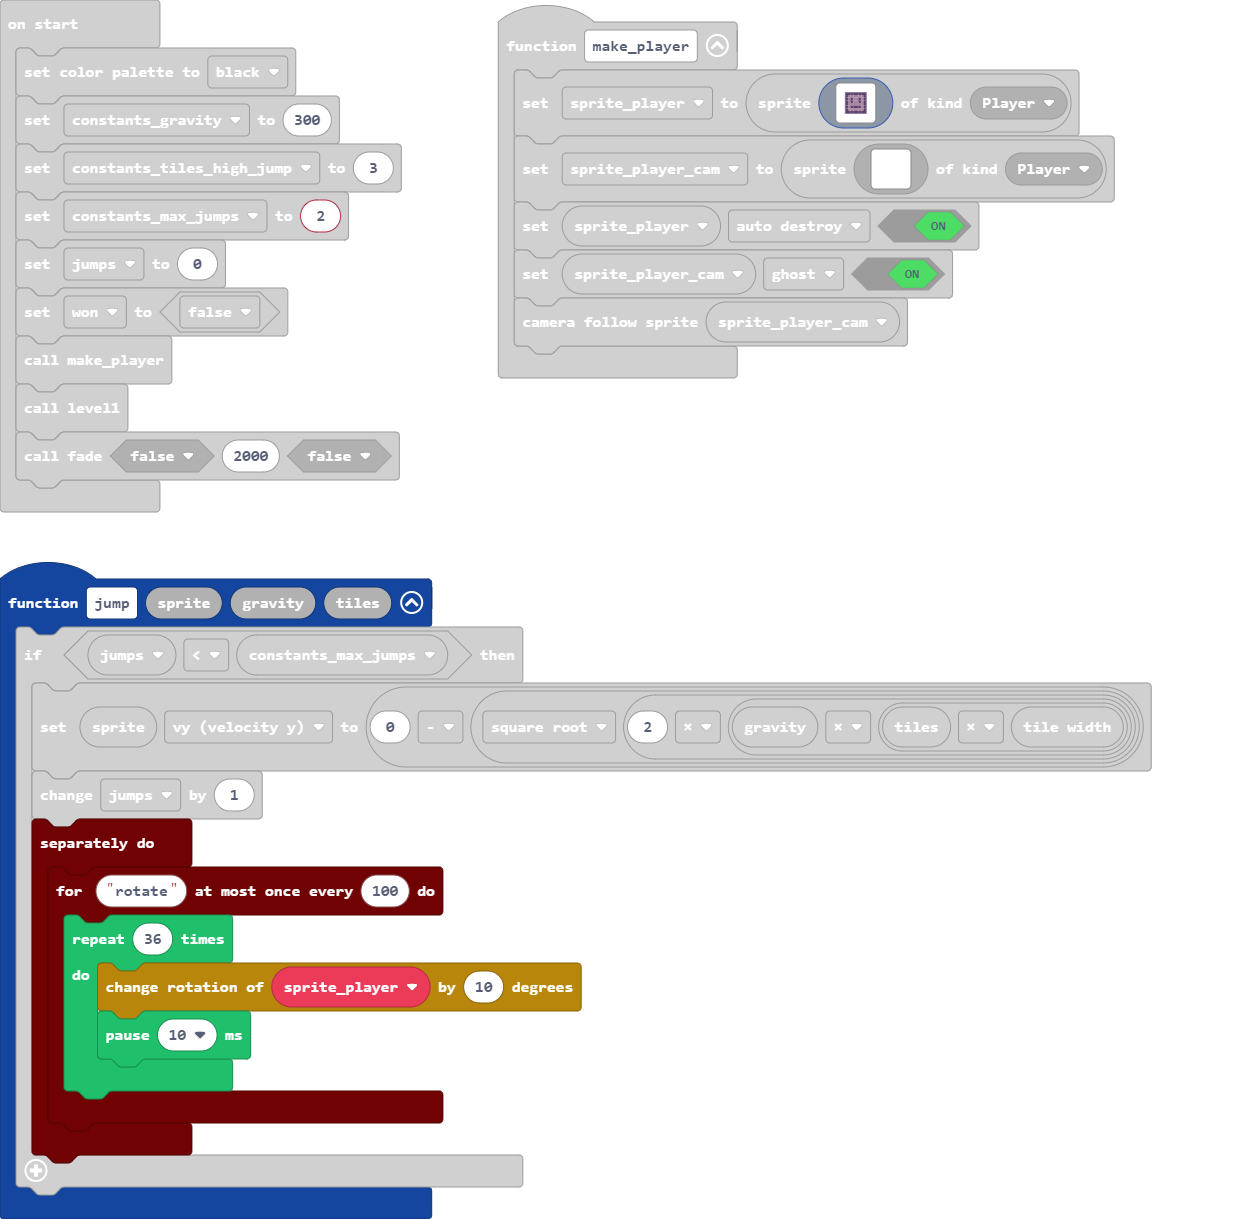 on start
set color palette to black
set constants_gravity to 300
set constants_tiles_high_jump to 3
set constants_max_jumps to 2
set jumps to 0
set won to false
call make_player
call level1
call fade false 2000 false
function make_player
set sprite_player to sprite of kind Player
set sprite_player_cam to sprite of kind Player
set sprite_player auto destroy ON
set sprite_player_cam ghost ON
camera follow sprite sprite_player_cam
function jump sprite gravity tiles
if jumps < constants_max_jumps then
set sprite vy (velocity y) to 0 - square root 2 × gravity × tiles × tile width
change jumps by 1
separately do
for "rotate" at most once every 100 do
repeat 36 times
do
change rotation of sprite_player by 10 degrees
pause 10 ms